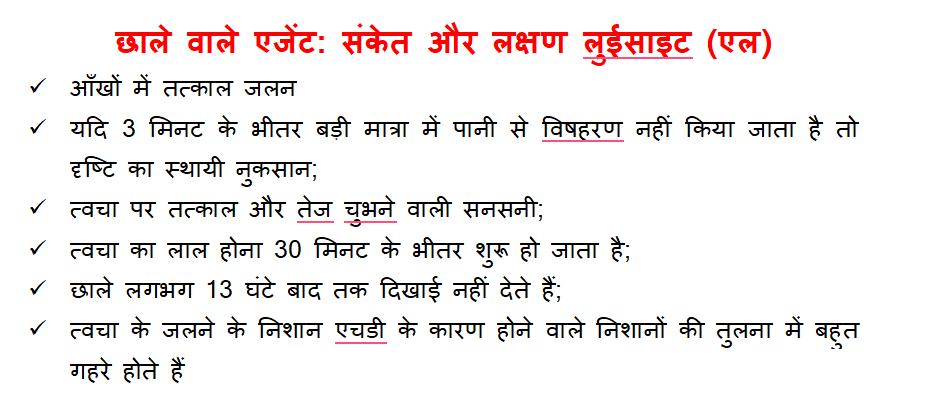 छाले वाले एजेंट: संकेत और लक्षण लुईसाइट (एल)
✓ आँखों में तत्काल जलन
✓ यदि 3 मिनट के भीतर बड़ी मात्रा में पानी से विषहरण नहीं किया जाता है तो
दृष्टि का स्थायी नुकसान;
✓ त्वचा पर तत्काल और तेज चुभने वाली सनसनी;
✓ त्वचा का लाल होना 30 मिनट के भीतर शुरू हो जाता है;
✓ छाले लगभग 13 घंटे बाद तक दिखाई नहीं देते हैं;
✓ त्वचा के जलने के निशान एचडी के कारण होने वाले निशानों की तुलना में बहुत
गहरे होते हैं